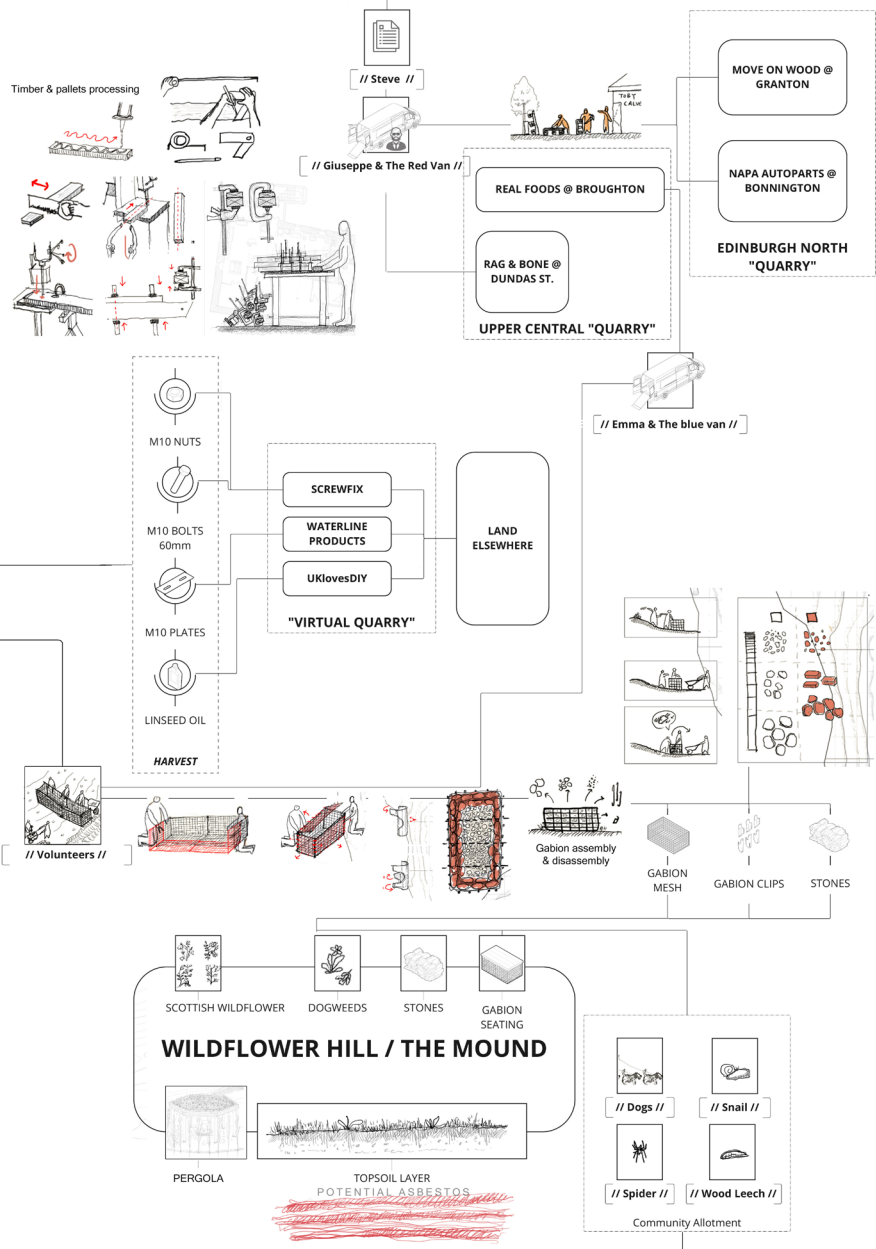 // Steve //
Timber & pallets processing
TOBY
MOVE ON WOOD @
GRANTON
// Giuseppe & The Red Van //
REAL FOODS @ BROUGHTON
NAPA AUTOPARTS @
BONNINGTON
RAG & BONE @
DUNDAS ST.
EDINBURGH NORTH
"QUARRY"
UPPER CENTRAL "QUARRY"
// Emma & The blue van //
M10 NUTS
SCREWFIX
M10 BOLTS
60mm
WATERLINE
PRODUCTS
LAND
ELSEWHERE
UKlovesDIY
M10 PLATES
"VIRTUAL QUARRY"
LINSEED OIL
HARVEST
// Volunteers //
Gabion assembly
& disassembly
GABION
MESH
GABION CLIPS
STONES
SCOTTISH WILDFLOWER
DOGWEEDS
STONES
GABION
SEATING
WILDFLOWER HILL / THE MOUND
// Dogs //
// Snail //
PERGOLA
TOPSOIL LAYER
POTENTIAL ASBESTOS
// Spider //
// Wood Leech //
Community Allotment